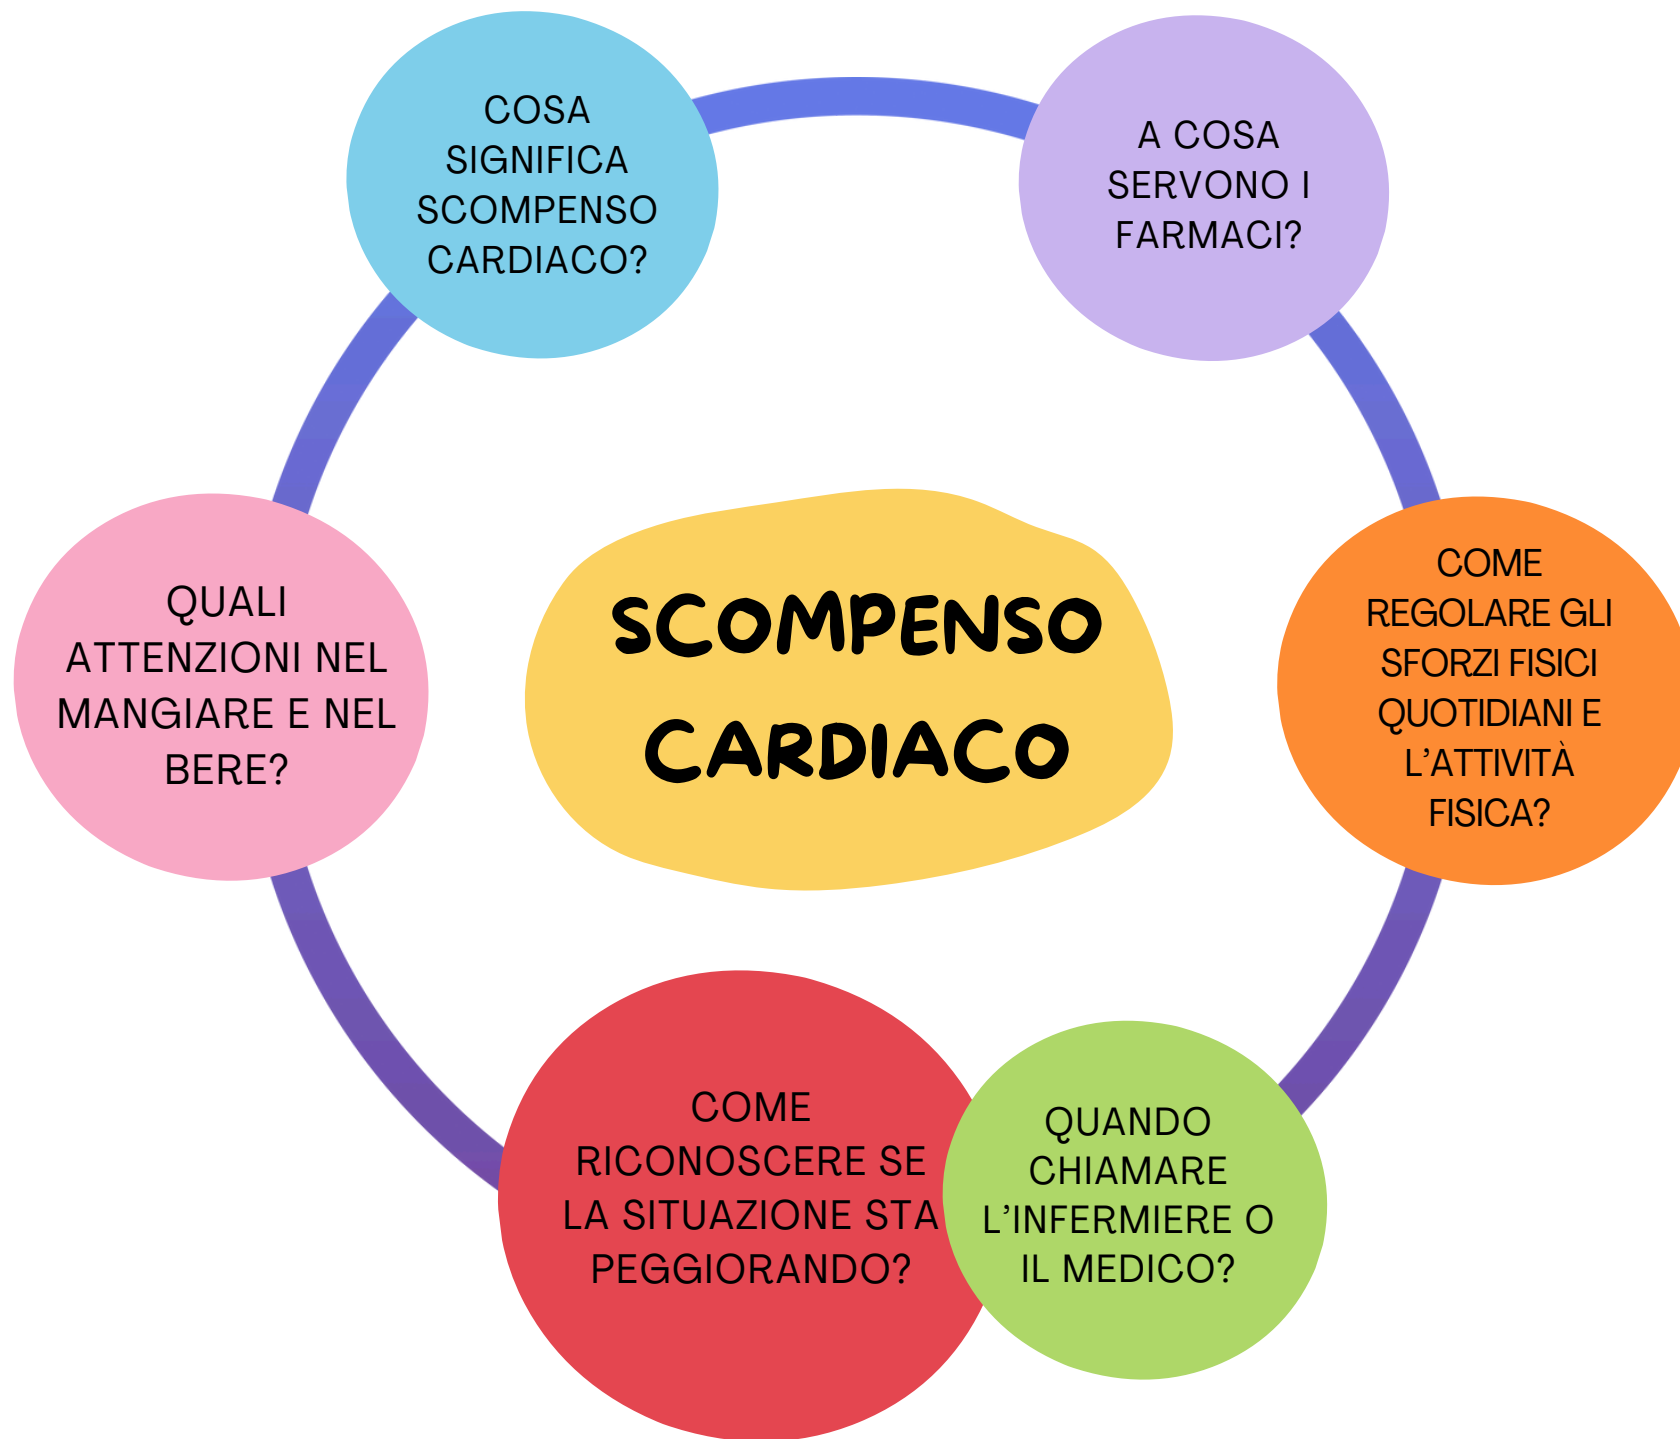 COSA
SIGNIFICA
SCOMPENSO
CARDIACO?
A COSA
SERVONO I
FARMACI?
QUALI
ATTENZIONI NEL
MANGIARE E NEL
BERE?
SCOMPENSO
CARDIACO
COME
REGOLARE GLI
SFORZI FISICI
QUOTIDIANI E
L'ATTIVITÀ
FISICA?
COME
RICONOSCERE SE
LA SITUAZIONE STA
PEGGIORANDO?
QUANDO
CHIAMARE
L'INFERMIERE O
IL MEDICO?